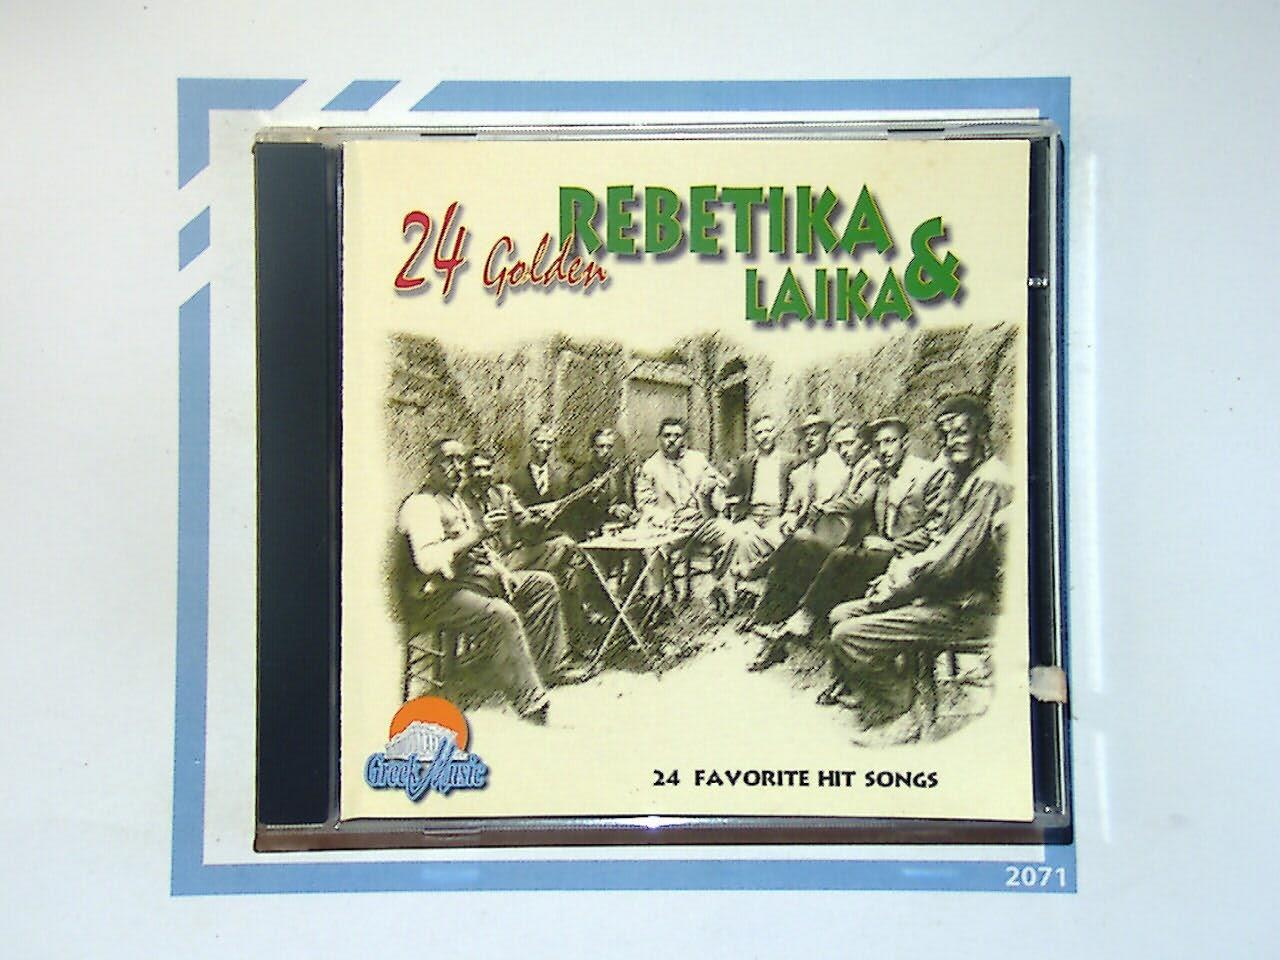 24 Golden REBETIKA
& LAIKA
Greek Music
24 FAVORITE HIT SONGS
2071